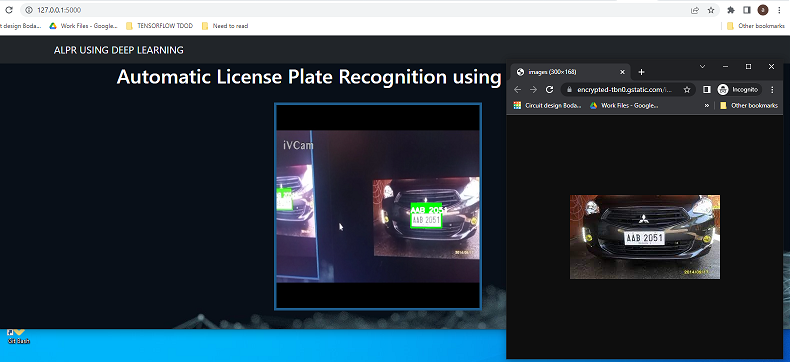 127.0.0.1:5000
t design Boda...
Work Files - Google...
TENSORFLOW TDOD
Need to read
Other bookmarks
ALPR USING DEEP LEARNING
Automatic License Plate Recognition using
iVCam
AAB 2051
AAB 2051
images (300×168)
encrypted-tbn0.gstatic.com/i...
Incognito
Circuit design Boda...
Work Files - Google...
»
Other bookmarks
AAB 2051
Git bash